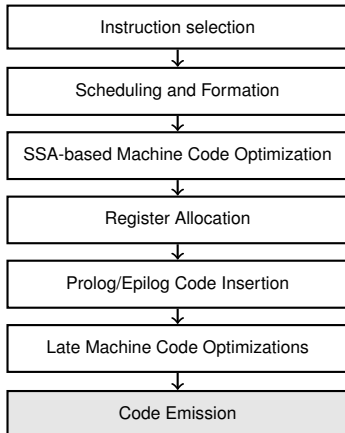 Instruction selection
Scheduling and Formation
SSA-based Machine Code Optimization
Register Allocation
Prolog/Epilog Code Insertion
Late Machine Code Optimizations
Code Emission